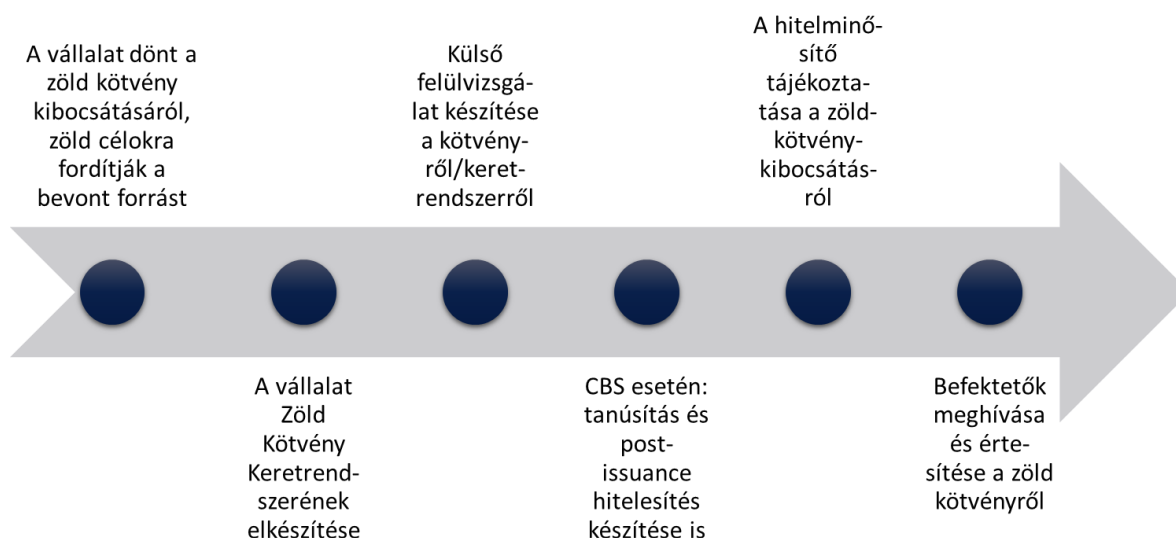 A vállalat dönt a
zöld kötvény
kibocsátásáról,
zöld célokra
fordítják a
bevont forrást
A vállalat
Zöld
Kötvény
Keretrend-
szerének
elkészítése
Külső
felülvizsgá-
lat készítése
a kötvény-
ről/keret-
rendszerről
CBS esetén:
tanúsítás és
post-
issuance
hitelesítés
készítése is
A hitelminő-
sítő
tájékozta-
tása a zöld-
kötvény-
kibocsátás-
ról
Befektetők
meghívása
és érte-
sítése a zöld
kötvényről